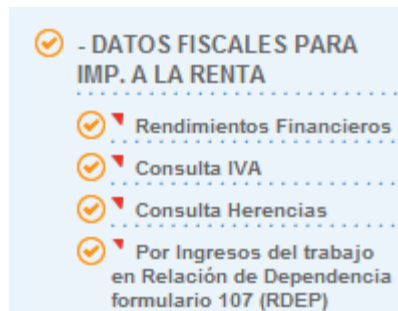 - DATOS FISCALES PARA
IMP. A LA RENTA
Rendimientos Financieros
Consulta IVA
Consulta Herencias
Por Ingresos del trabajo
en Relación de Dependencia
formulario 107 (RDEP)